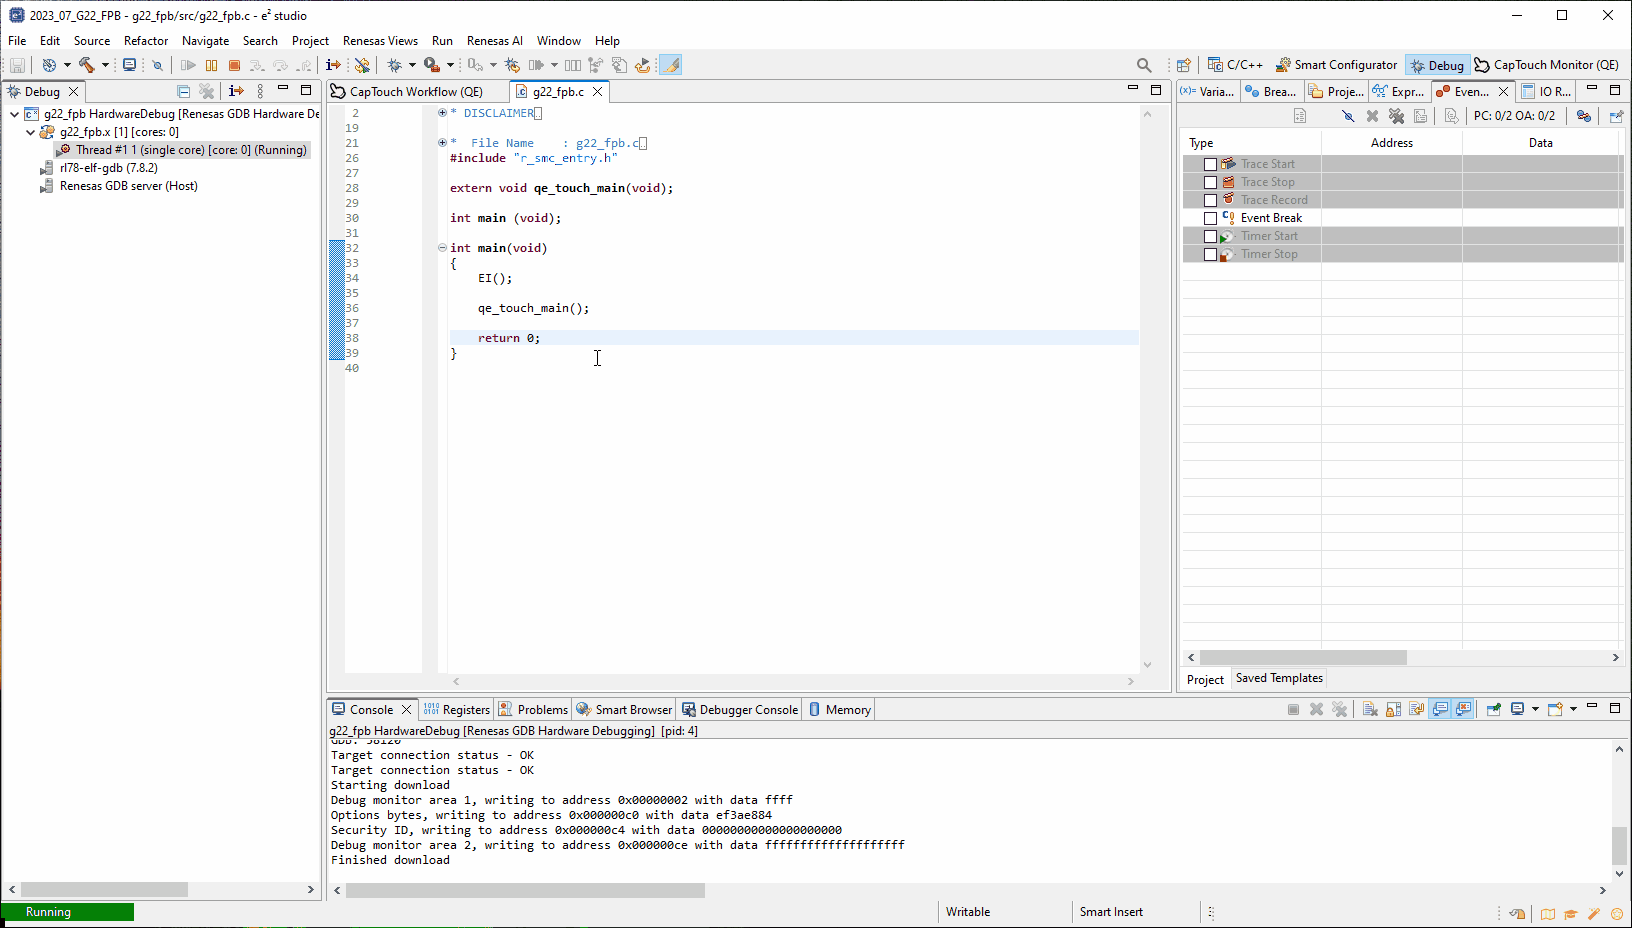 2023_07_G22_FPB - g22_fpb/src/g22_fpb.c - e² studio
File Edit Source Refactor Navigate Search Project Renesas Views Run Renesas AI Window Help
C/C++ Smart Configurator Debug CapTouch Monitor (QE)
Debug
g22_fpb HardwareDebug [Renesas GDB Hardware De
g22_fpb.x [1] [cores: 0]
Thread #1 1 (single core) [core: 0] (Running)
rl78-elf-gdb (7.8.2)
Renesas GDB server (Host)
CapTouch Workflow (QE) g22_fpb.c
2 * DISCLAIMER
19
21 * File Name : g22_fpb.c
26 #include "r_smc_entry.h"
27
28 extern void qe_touch_main(void);
29
30 int main (void);
31
32 int main(void)
33 {
34 EI();
35
36 qe_touch_main();
37
38 return 0;
39 }
40
Varia... Brea... Proje... Expr... Even... IO R...
PC: 0/2 OA: 0/2
Type Address Data
Trace Start
Trace Stop
Trace Record
Event Break
Timer Start
Timer Stop
Project Saved Templates
Console Registers Problems Smart Browser Debugger Console Memory
g22_fpb HardwareDebug [Renesas GDB Hardware Debugging] [pid: 4]
GDB: 58120
Target connection status - OK
Target connection status - OK
Starting download
Debug monitor area 1, writing to address 0x00000002 with data ffff
Options bytes, writing to address 0x000000c0 with data ef3ae884
Security ID, writing to address 0x000000c4 with data 00000000000000000000
Debug monitor area 2, writing to address 0x000000ce with data ffffffffffffffffffff
Finished download
Running Writable Smart Insert